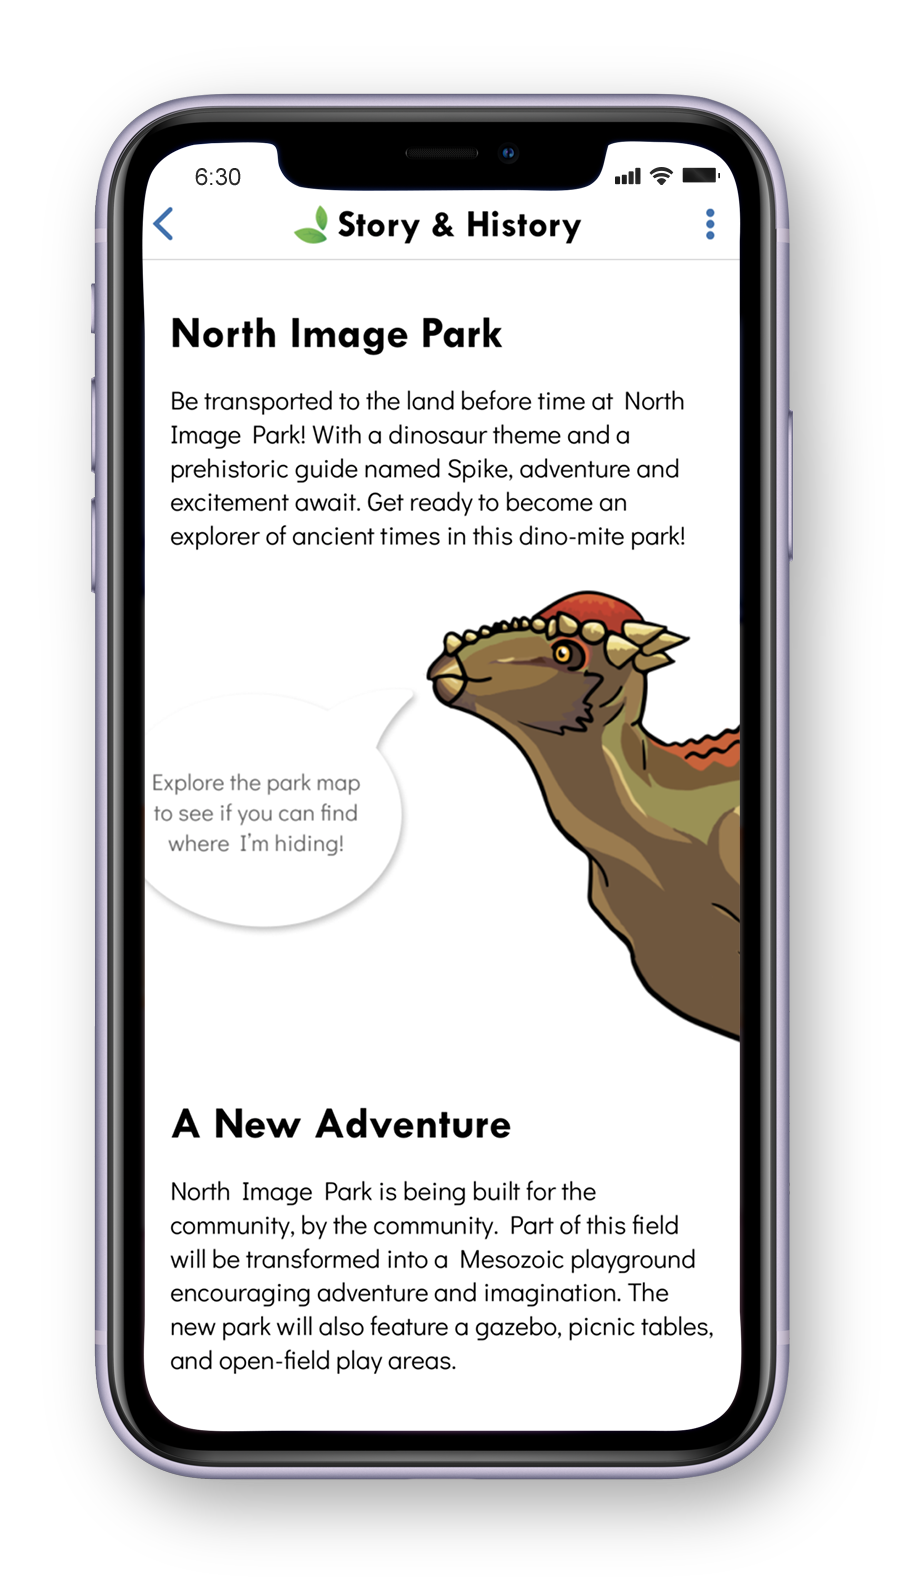 6:30
Story & History
North Image Park
Be transported to the land before time at North
Image Park! With a dinosaur theme and a
prehistoric guide named Spike, adventure and
excitement await. Get ready to become an
explorer of ancient times in this dino-mite park!
Explore the park map
to see if you can find
where I'm hiding!
A New Adventure
North Image Park is being built for the
community, by the community. Part of this field
will be transformed into a Mesozoic playground
encouraging adventure and imagination. The
new park will also feature a gazebo, picnic tables,
and open-field play areas.